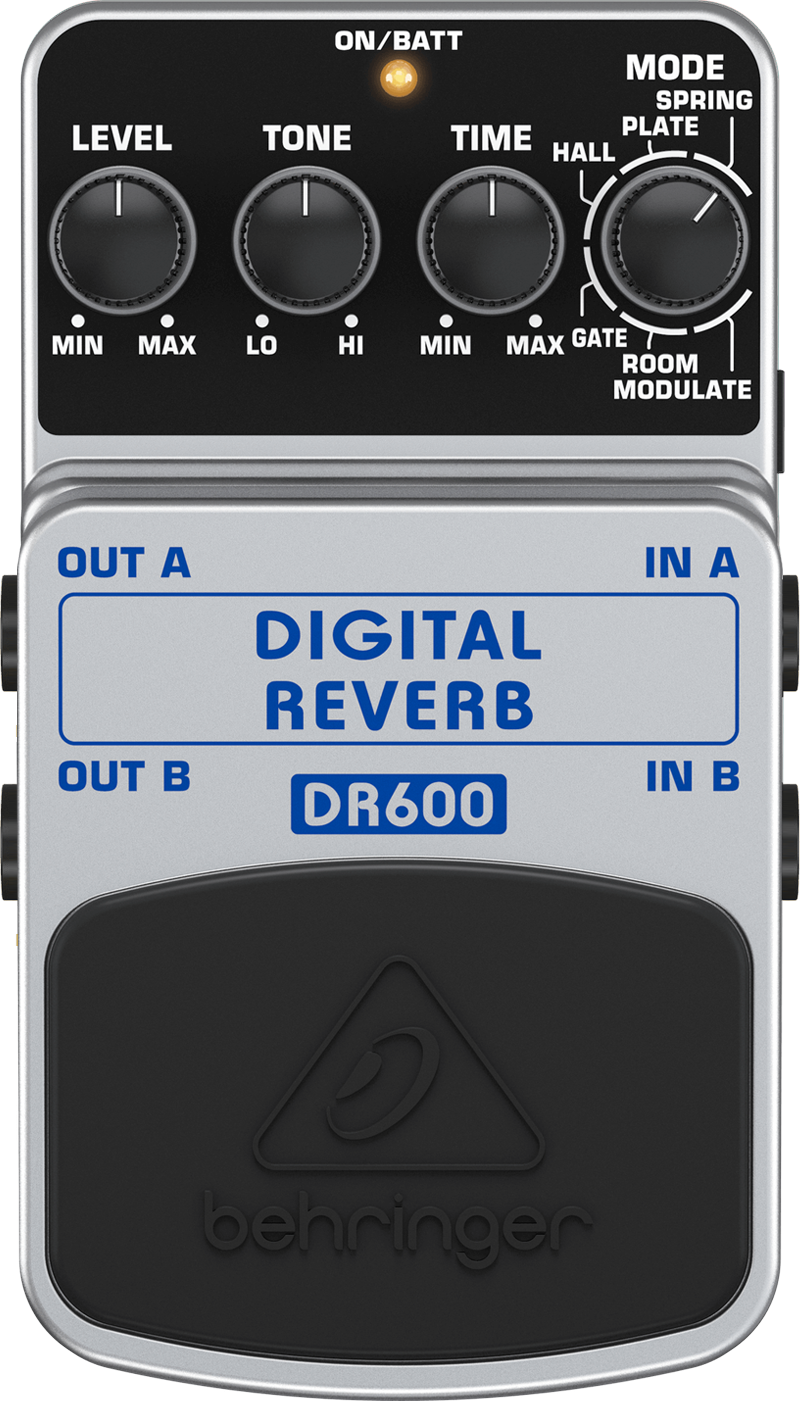 ON/BATT
MODE
SPRING
PLATE
HALL
LEVEL
TONE
TIME
MIN
MAX
LO
HI
MIN
MAX
GATE
ROOM
MODULATE
OUT A
IN A
DIGITAL
REVERB
OUT B
IN B
DR600
behringer